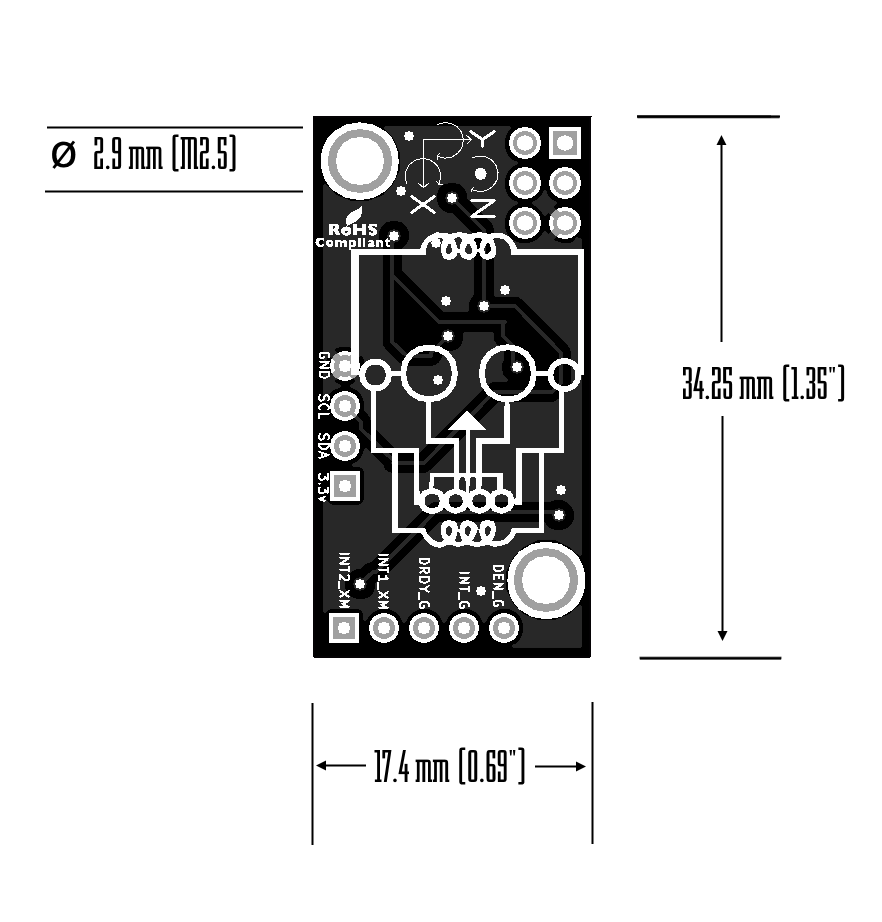 Ø 2.9 mm (M2.5)
Y
X
Z
RoHS
Compliant
GND
SCL
SDA
3.3v
34.25 mm (1.35")
INT2_XM
INT1_XM
DRDY_G
INT_G
DEN_G
17.4 mm (0.69")